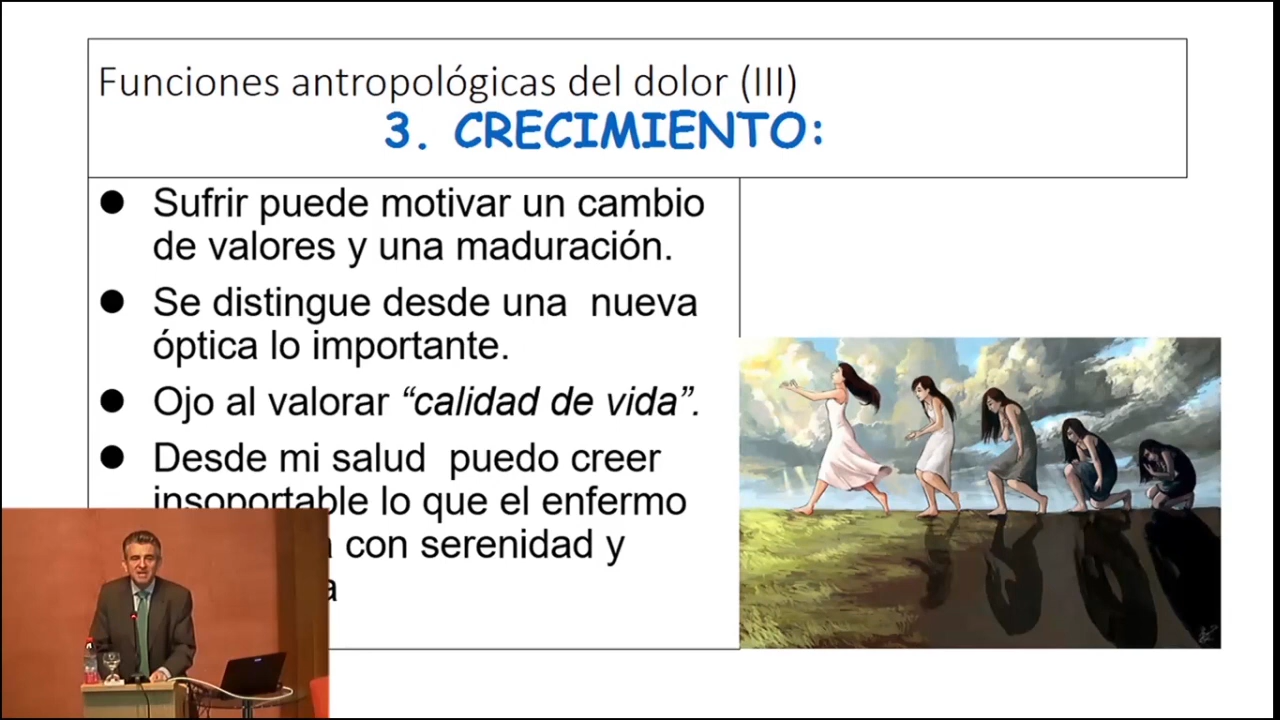 Funciones antropológicas del dolor (III)
3. CRECIMIENTO:
● Sufrir puede motivar un cambio
de valores y una maduración.
● Se distingue desde una nueva
óptica lo importante.
● Ojo al valorar “calidad de vida”.
● Desde mi salud puedo creer
insoportable lo que el enfermo
con serenidad y